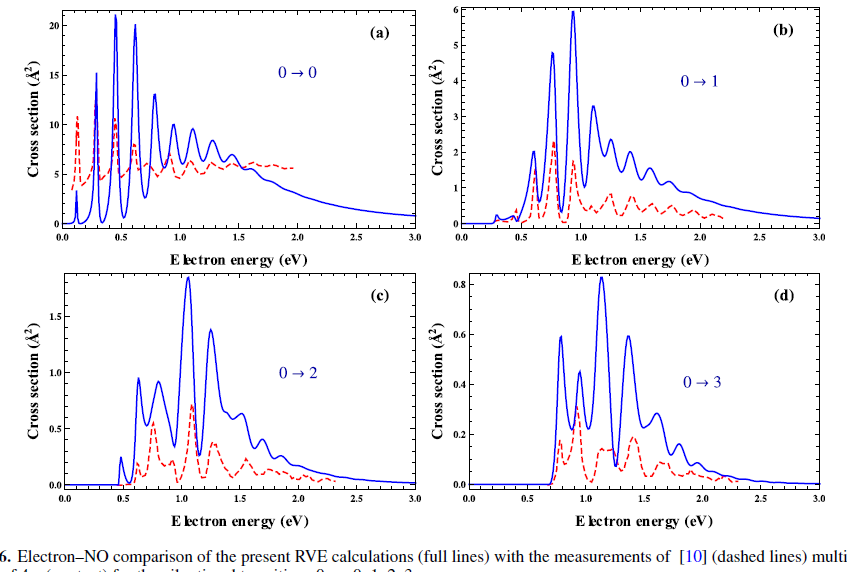 (a)
0 → 0
20
15
10
5
0
0.0 0.5 1.0 1.5 2.0 2.5 3.0
Cross section (Å²)
Electron energy (eV)
(b)
0 → 1
6
5
4
3
2
1
0
0.0 0.5 1.0 1.5 2.0 2.5 3.0
Cross section (Å²)
Electron energy (eV)
(c)
0 → 2
1.5
1.0
0.5
0.0
0.0 0.5 1.0 1.5 2.0 2.5 3.0
Cross section (Å²)
Electron energy (eV)
(d)
0 → 3
0.8
0.6
0.4
0.2
0.0
0.0 0.5 1.0 1.5 2.0 2.5 3.0
Cross section (Å²)
Electron energy (eV)
6. Electron–NO comparison of the present RVE calculations (full lines) with the measurements of [10] (dashed lines) multi